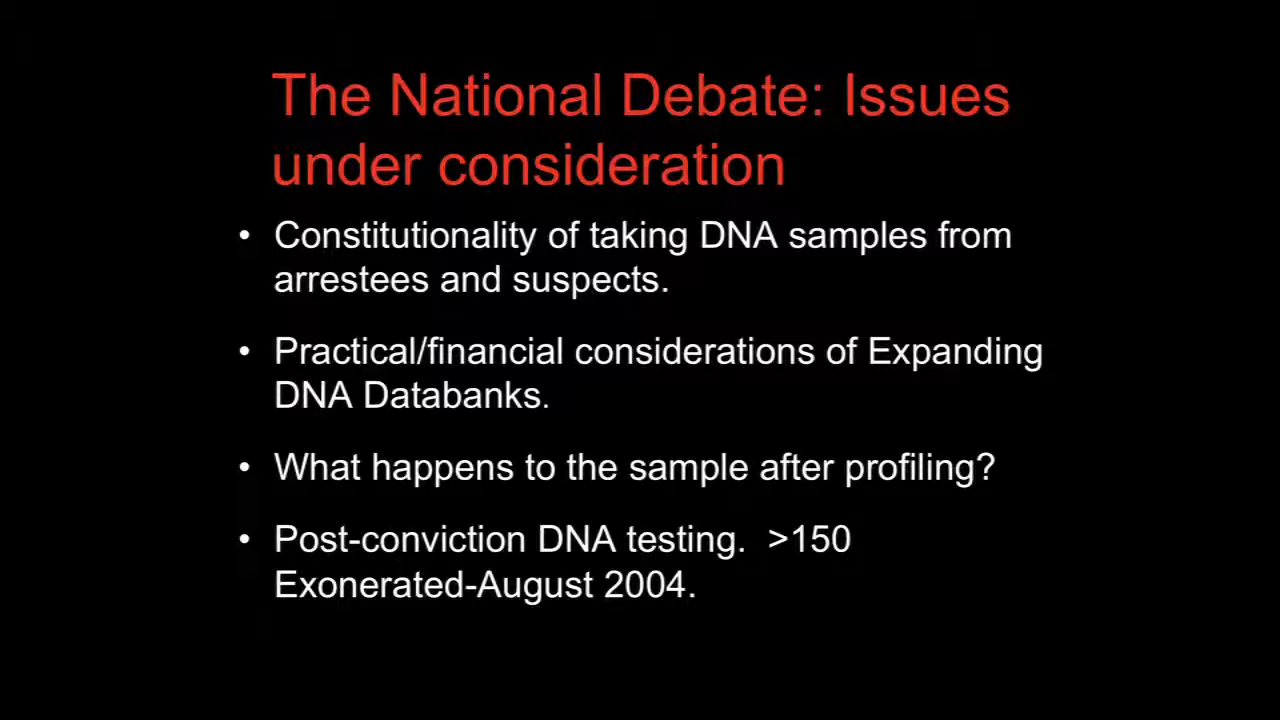 The National Debate: Issues
under consideration
• Constitutionality of taking DNA samples from
arrestees and suspects.
• Practical/financial considerations of Expanding
DNA Databanks.
• What happens to the sample after profiling?
• Post-conviction DNA testing.  >150
Exonerated-August 2004.